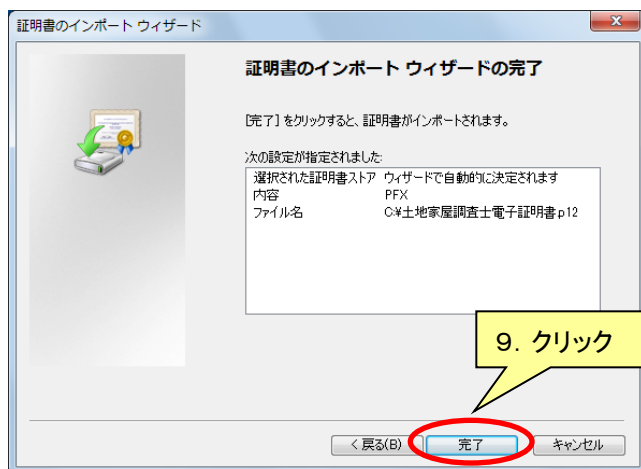 証明書のインポート ウィザード
証明書のインポート ウィザードの完了
[完了] をクリックすると、証明書がインポートされます。
次の設定が指定されました:
選択された証明書ストア ウィザードで自動的に決定されます
内容 PFX
ファイル名 C:¥土地家屋調査士電子証明書.p12
9. クリック
< 戻る(B) 完了 キャンセル